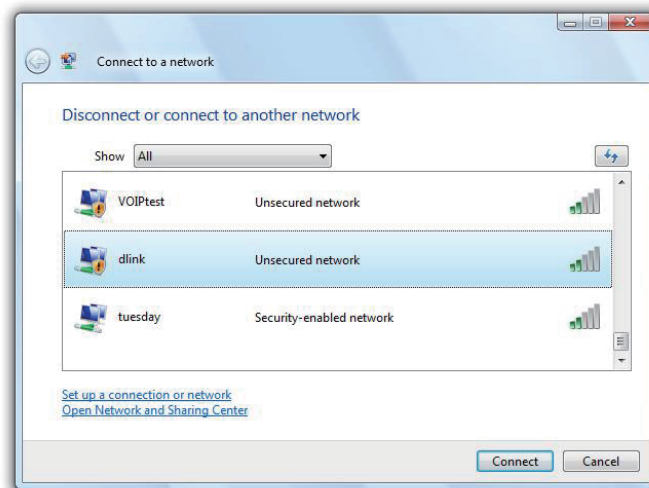 Connect to a network
Disconnect or connect to another network
Show All
VOIPtest Unsecured network
dlink Unsecured network
tuesday Security-enabled network
Set up a connection or network
Open Network and Sharing Center
Connect Cancel